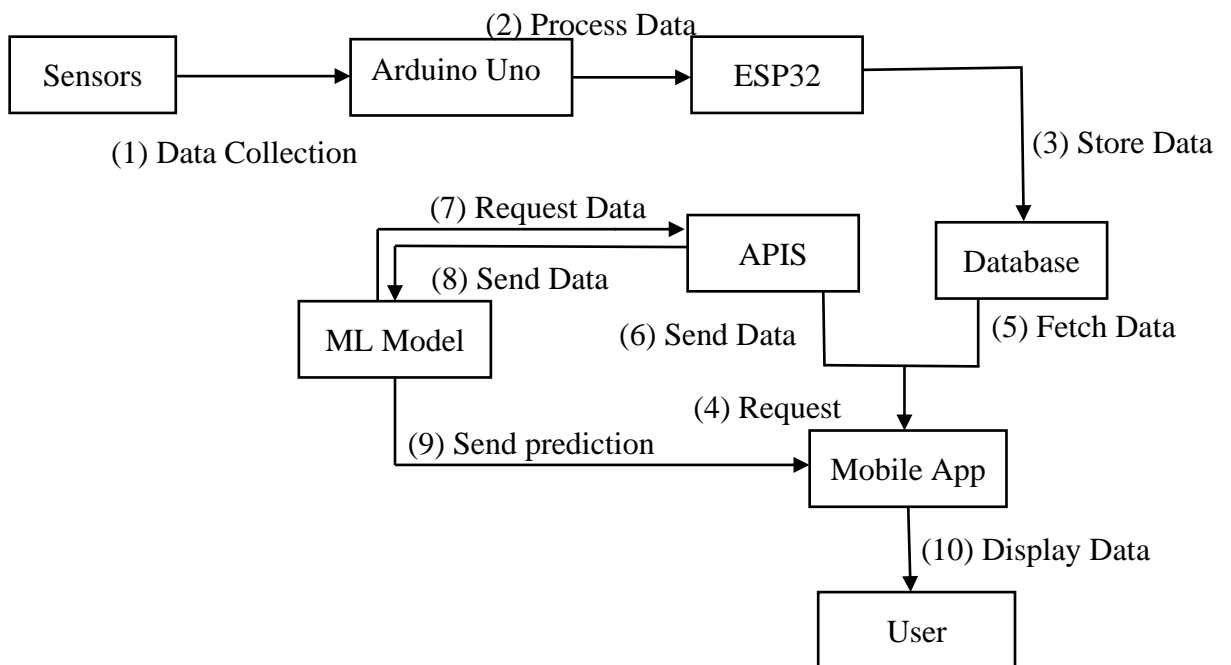 (2) Process Data
Sensors
Arduino Uno
ESP32
(1) Data Collection
(3) Store Data
(7) Request Data
APIS
Database
(8) Send Data
ML Model
(6) Send Data
(5) Fetch Data
(4) Request
(9) Send prediction
Mobile App
(10) Display Data
User